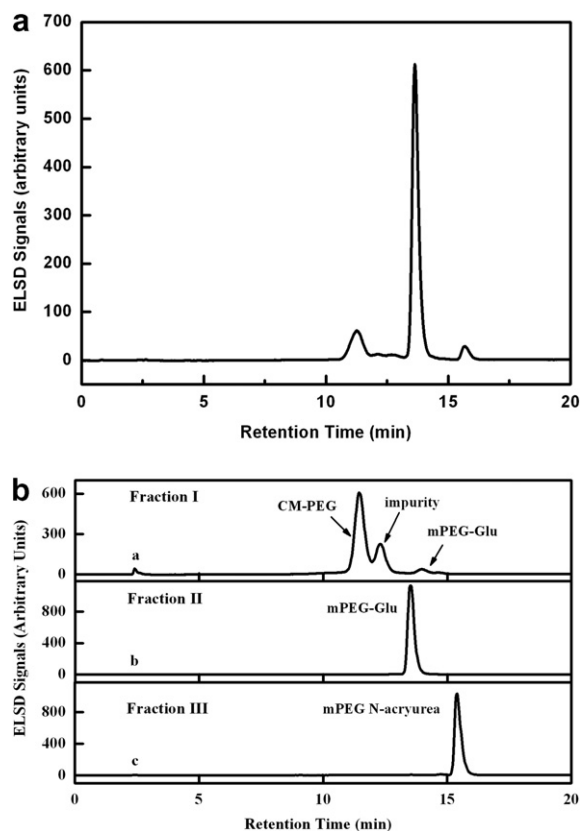 a
700
600
500
400
300
200
100
0
ELSD Signals (arbitrary units)
0 5 10 15 20
Retention Time (min)
b
ELSD Signals (Arbitrary Units)
600
300
0
Fraction I
CM-PEG
impurity
mPEG-Glu
a
800
400
0
Fraction II
mPEG-Glu
b
800
400
0
Fraction III
mPEG N-acryurea
c
0 5 10 15 20
Retention Time (min)